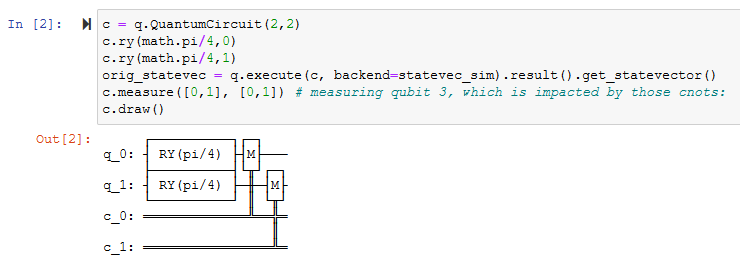 In [2]: c = q.QuantumCircuit(2,2)
c.ry(math.pi/4,0)
c.ry(math.pi/4,1)
orig_statevec = q.execute(c, backend=statevec_sim).result().get_statevector()
c.measure([0,1], [0,1]) # measuring qubit 3, which is impacted by those cnots:
c.draw()
Out[2]:
q_0: RY(pi/4) M
q_1: RY(pi/4) M
c_0:
c_1: